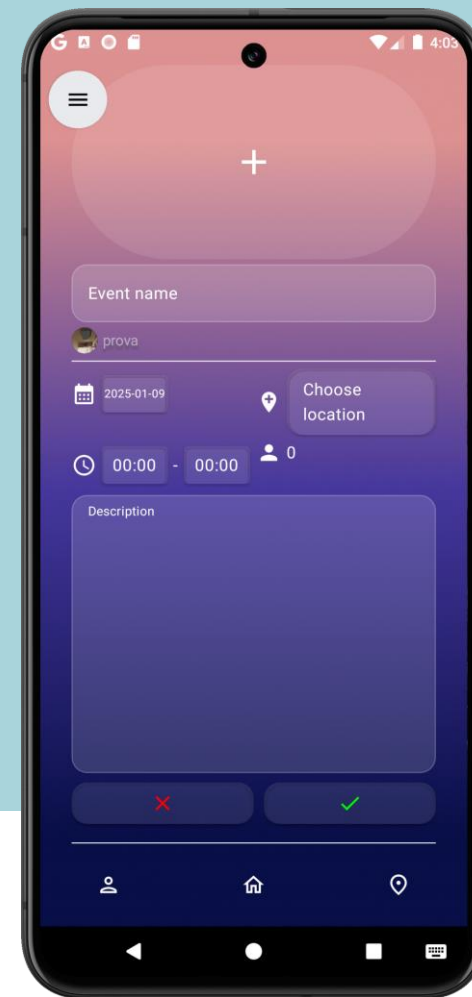 G 4:03
+
Event name
prova
2025-01-09
Choose
location
00:00 - 00:00
0
Description